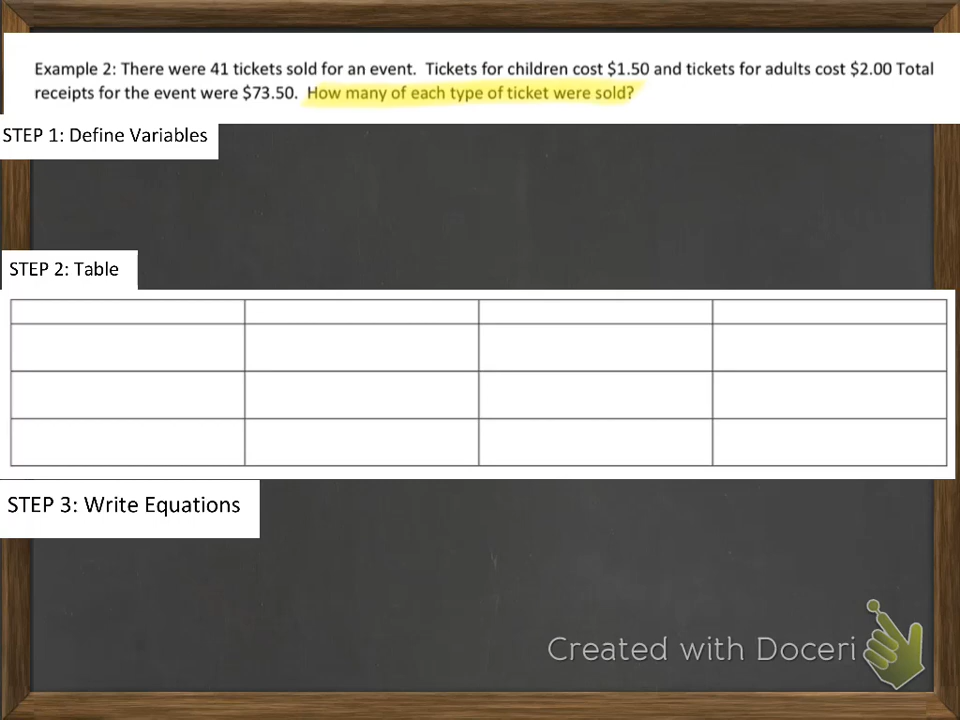 Example 2: There were 41 tickets sold for an event. Tickets for children cost $1.50 and tickets for adults cost $2.00 Total
receipts for the event were $73.50. How many of each type of ticket were sold?
STEP 1: Define Variables
STEP 2: Table
STEP 3: Write Equations
Created with Doceri